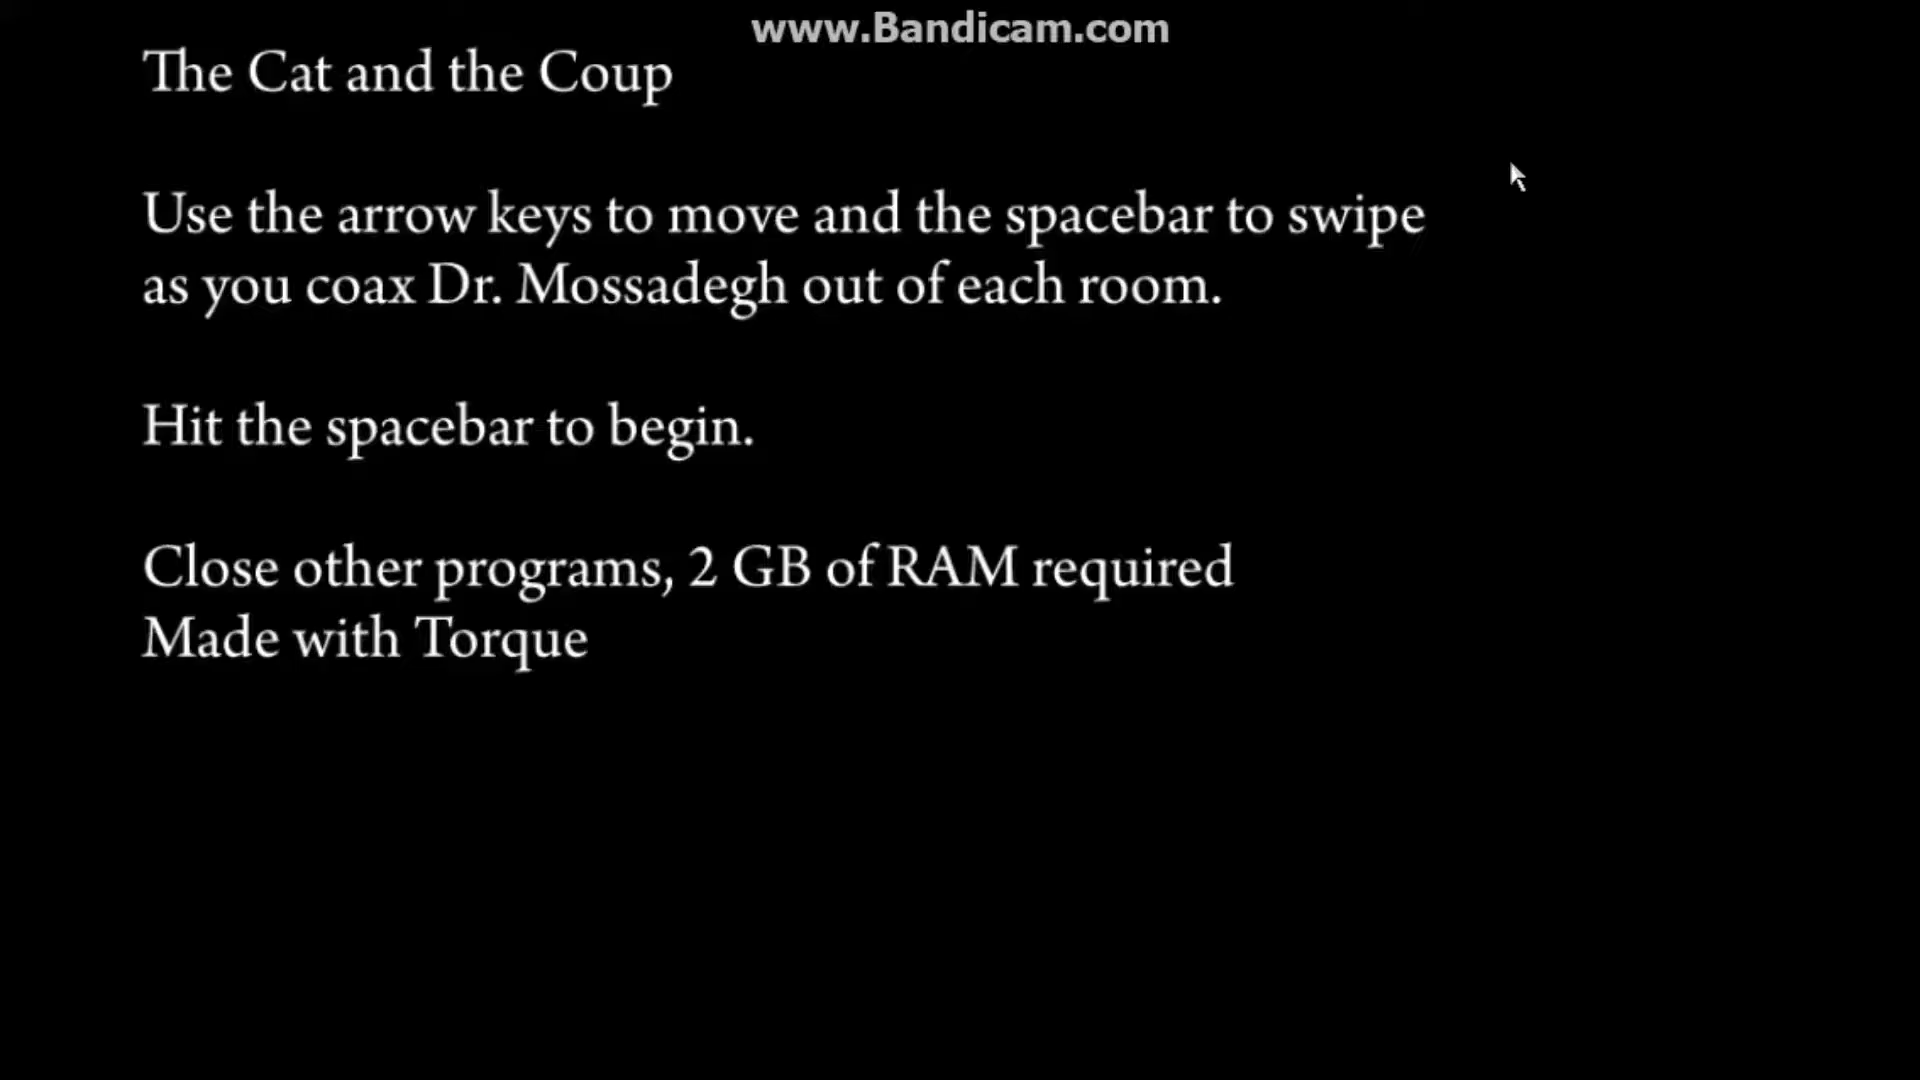 www.Bandicam.com
The Cat and the Coup
Use the arrow keys to move and the spacebar to swipe
as you coax Dr. Mossadegh out of each room.
Hit the spacebar to begin.
Close other programs, 2 GB of RAM required
Made with Torque